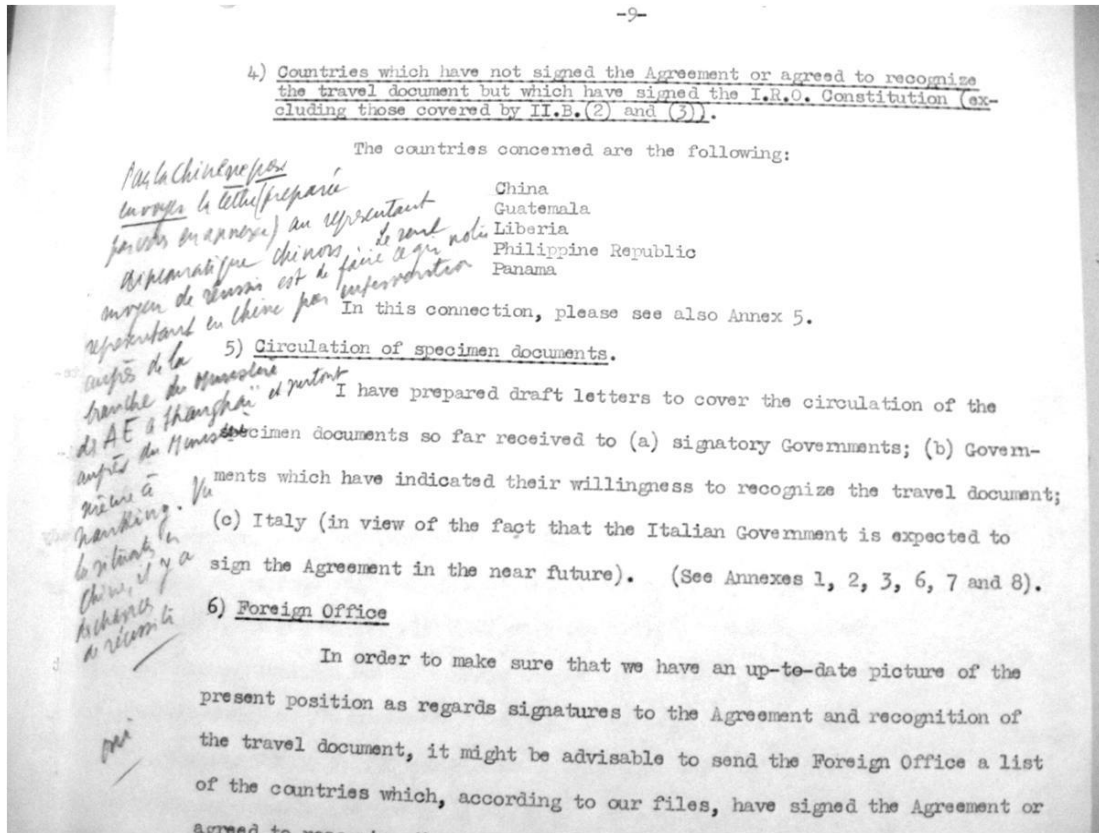 -9-
4) Countries which have not signed the Agreement or agreed to recognize
the travel document but which have signed the I.R.O. Constitution (ex-
cluding those covered by II.B.(2) and (3)).
The countries concerned are the following:
China
Guatemala
Liberia
Philippine Republic
Panama
In this connection, please see also Annex 5.
Pas la Chine ne pas
envoyer la lettre (préparée
par vous en annexe) au représentant
diplomatique chinois. Le seul
moyen de réussir est de faire agir notre
représentant en Chine par intervention
auprès de la
branche du Ministère
des AE à Shanghaï et surtout
auprès du Ministère
même à
Nanking. Vu
la situation en
Chine, il y a
des chances
de réussite
5) Circulation of specimen documents.
I have prepared draft letters to cover the circulation of the
specimen documents so far received to (a) signatory Governments; (b) Govern-
ments which have indicated their willingness to recognize the travel document;
(c) Italy (in view of the fact that the Italian Government is expected to
sign the Agreement in the near future). (See Annexes 1, 2, 3, 6, 7 and 8).
6) Foreign Office
In order to make sure that we have an up-to-date picture of the
present position as regards signatures to the Agreement and recognition of
the travel document, it might be advisable to send the Foreign Office a list
of the countries which, according to our files, have signed the Agreement or
oui
agreed to